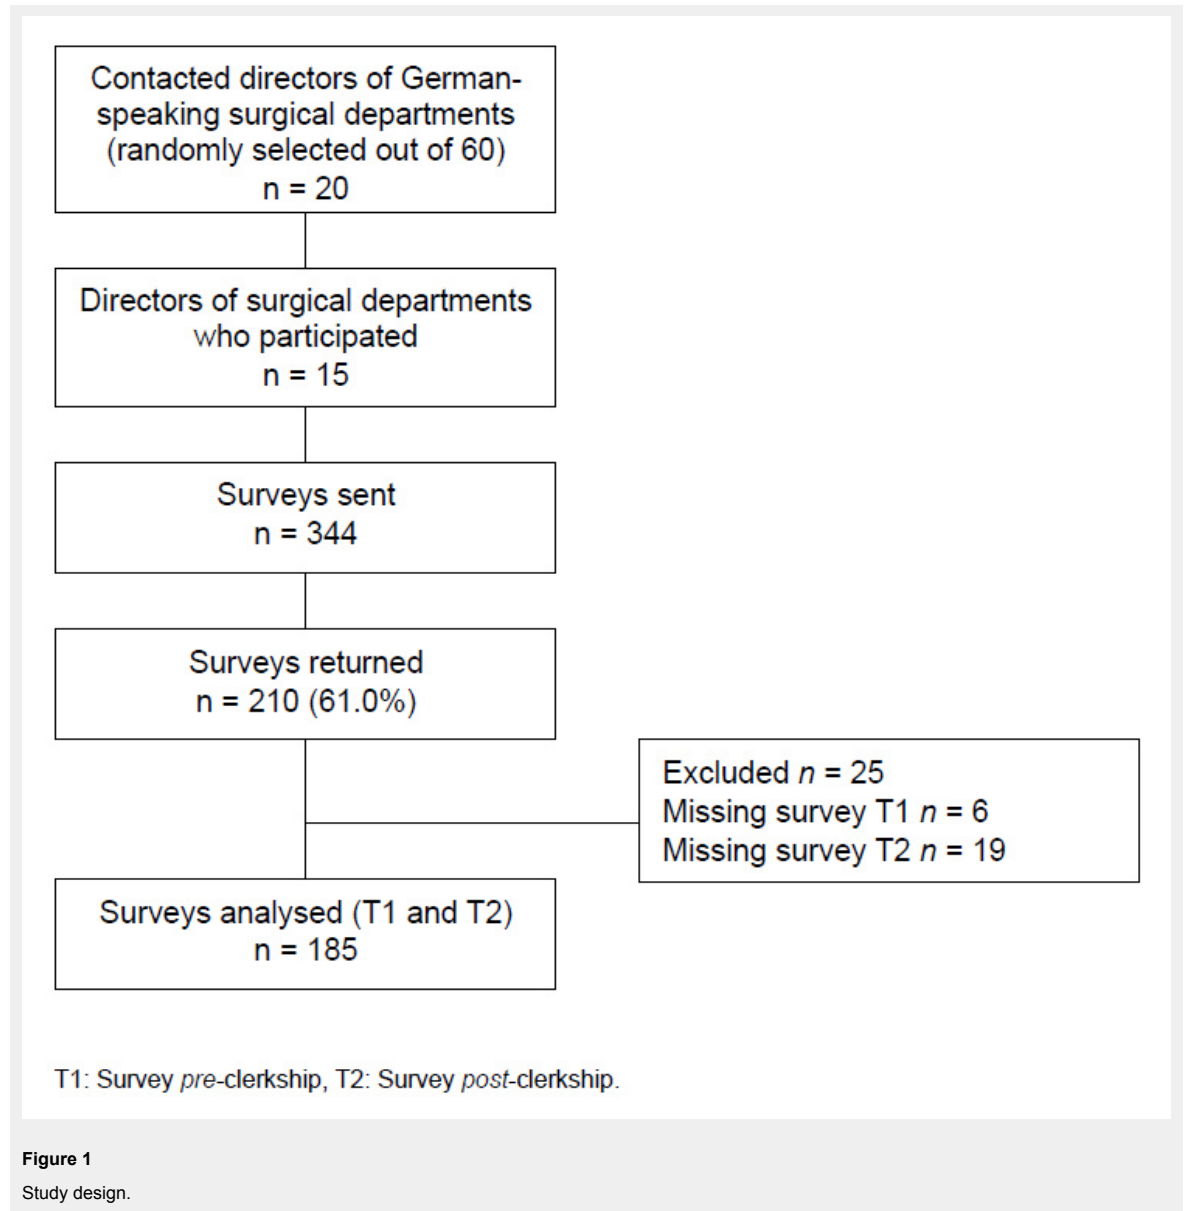 Contacted directors of German-
speaking surgical departments
(randomly selected out of 60)
n = 20
Directors of surgical departments
who participated
n = 15
Surveys sent
n = 344
Surveys returned
n = 210 (61.0%)
Excluded n = 25
Missing survey T1 n = 6
Missing survey T2 n = 19
Surveys analysed (T1 and T2)
n = 185
T1: Survey pre-clerkship, T2: Survey post-clerkship.
Figure 1
Study design.